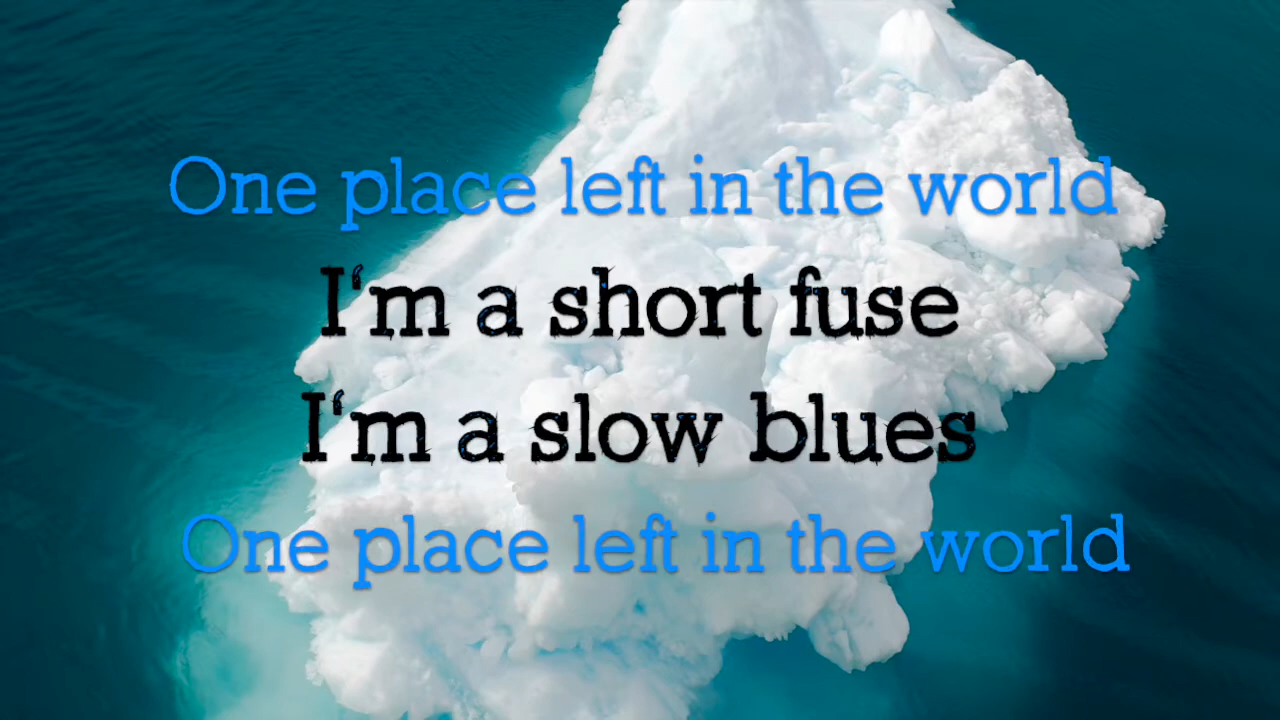 One place left in the world
I'm a short fuse
I'm a slow blues
One place left in the world